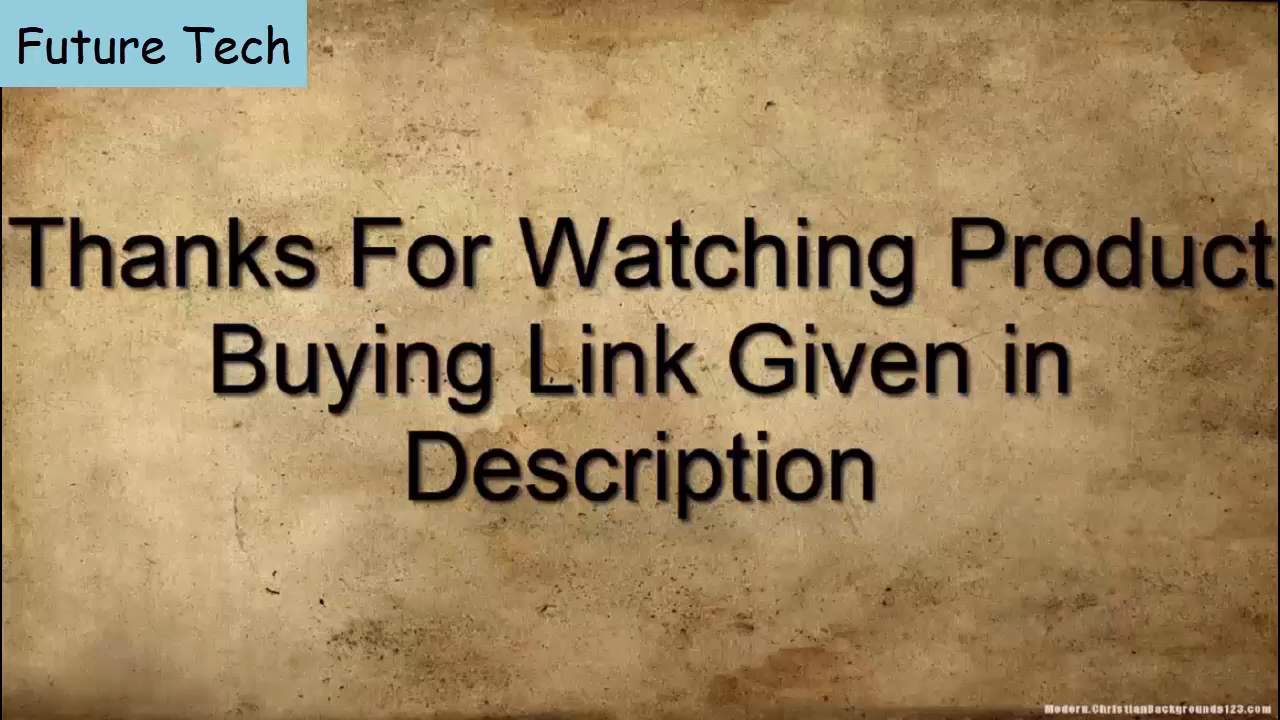 Future Tech
Thanks For Watching Product
Buying Link Given in
Description
Modern.ChristianBackgrounds123.com